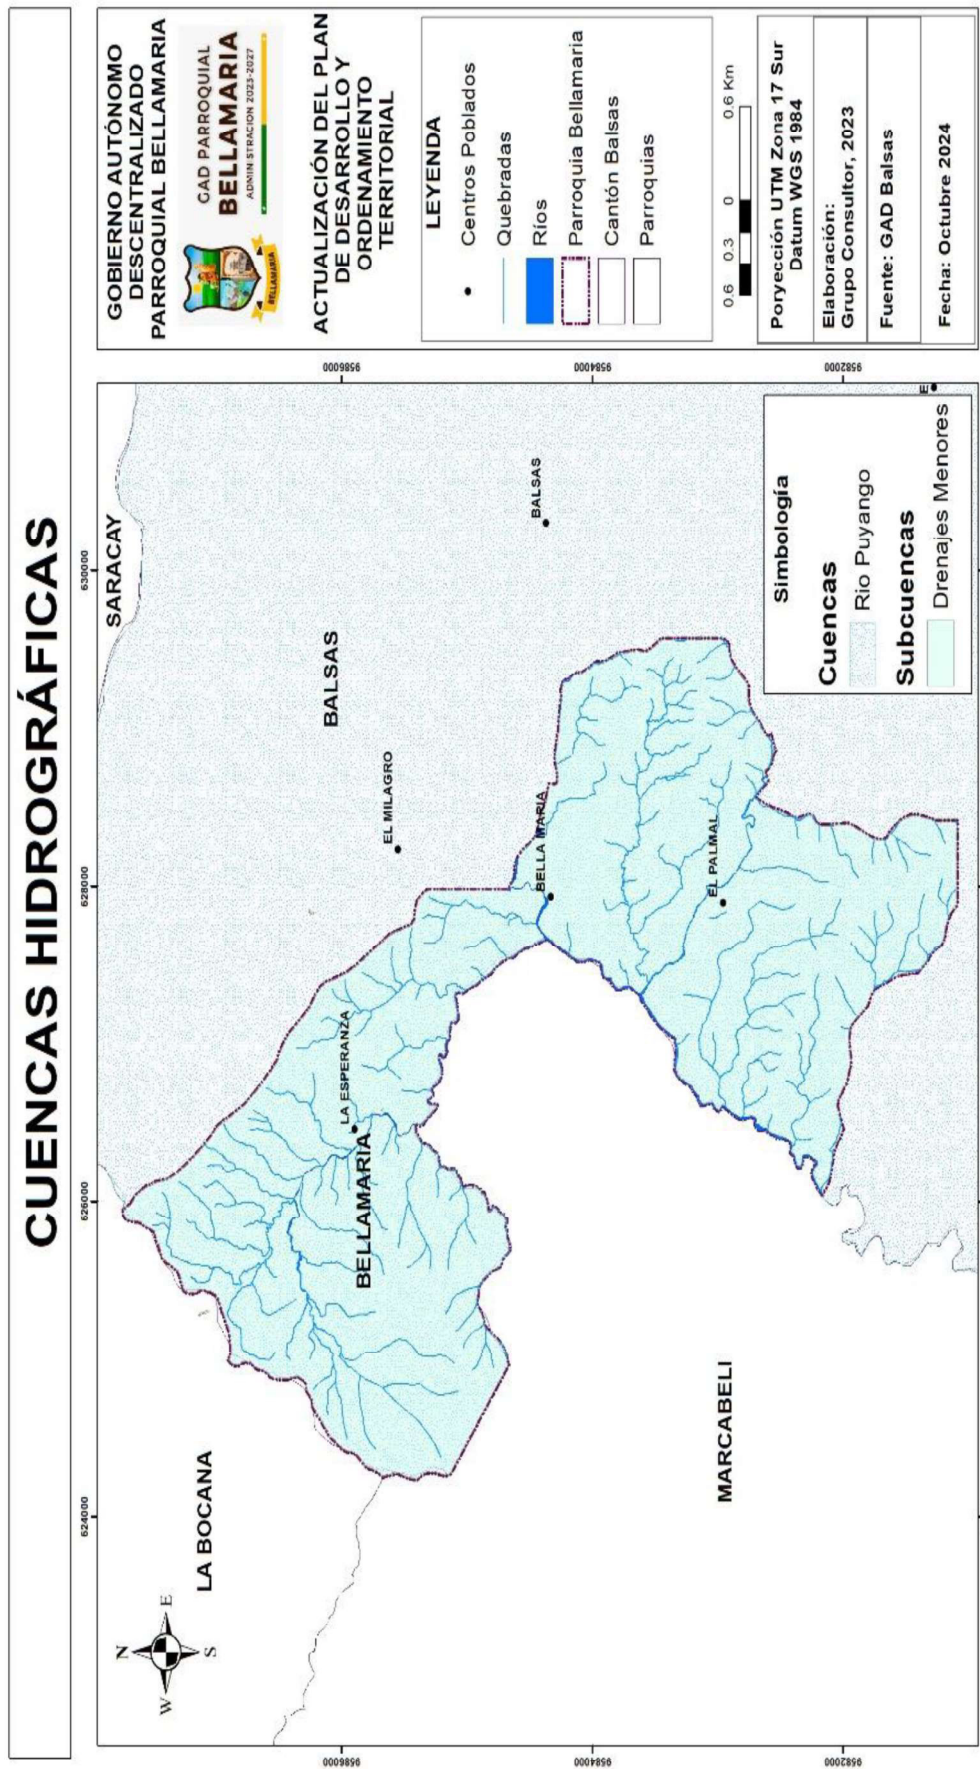 CUENCAS HIDROGRÁFICAS
624000
626000
628000
630000
9586000
9584000
9582000
9586000
9584000
9582000
N
W
E
S
LA BOCANA
SARACAY
BALSAS
EL MILAGRO
BALSAS
LA ESPERANZA
BELLAMARIA
BELLA MARIA
EL PALMAL
MARCABELI
E
Simbología
Cuencas
Rio Puyango
Subcuencas
Drenajes Menores
GOBIERNO AUTÓNOMO
DESCENTRALIZADO
PARROQUIAL BELLAMARIA
BELLAMARIA
GAD PARROQUIAL
BELLAMARIA
ADMINISTRACION 2023-2027
ACTUALIZACIÓN DEL PLAN
DE DESARROLLO Y
ORDENAMIENTO
TERRITORIAL
LEYENDA
Centros Poblados
Quebradas
Ríos
Parroquia Bellamaria
Cantón Balsas
Parroquias
0.6 0.3 0 0.6 Km
Poryección UTM Zona 17 Sur
Datum WGS 1984
Elaboración:
Grupo Consultor, 2023
Fuente: GAD Balsas
Fecha: Octubre 2024